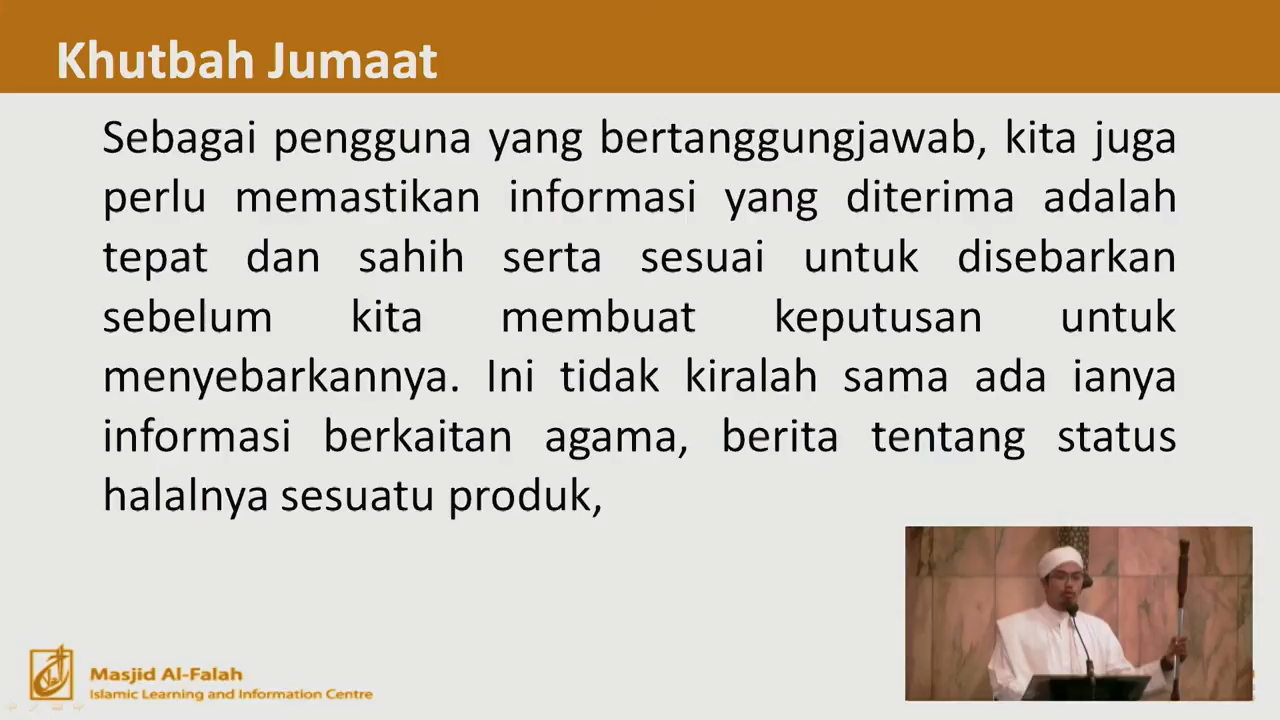 Khutbah Jumaat
Sebagai pengguna yang bertanggungjawab, kita juga
perlu memastikan informasi yang diterima adalah
tepat dan sahih serta sesuai untuk disebarkan
sebelum kita membuat keputusan untuk
menyebarkannya. Ini tidak kiralah sama ada ianya
informasi berkaitan agama, berita tentang status
halalnya sesuatu produk,
Masjid Al-Falah
Islamic Learning and Information Centre